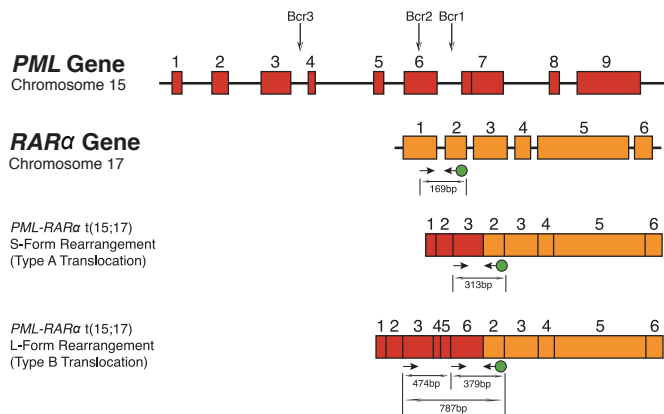 Bcr3 Bcr2 Bcr1
1 2 3 4 5 6 7 8 9
PML Gene
Chromosome 15
1 2 3 4 5 6
RARα Gene
Chromosome 17
169bp
PML-RARα t(15;17)
S-Form Rearrangement
(Type A Translocation)
1 2 3 2 3 4 5 6
313bp
PML-RARα t(15;17)
L-Form Rearrangement
(Type B Translocation)
1 2 3 45 6 2 3 4 5 6
474bp 379bp
787bp